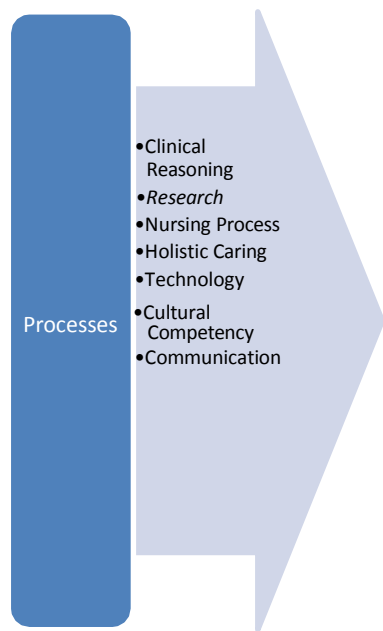 Processes
•Clinical
Reasoning
•Research
•Nursing Process
•Holistic Caring
•Technology
•Cultural
Competency
•Communication